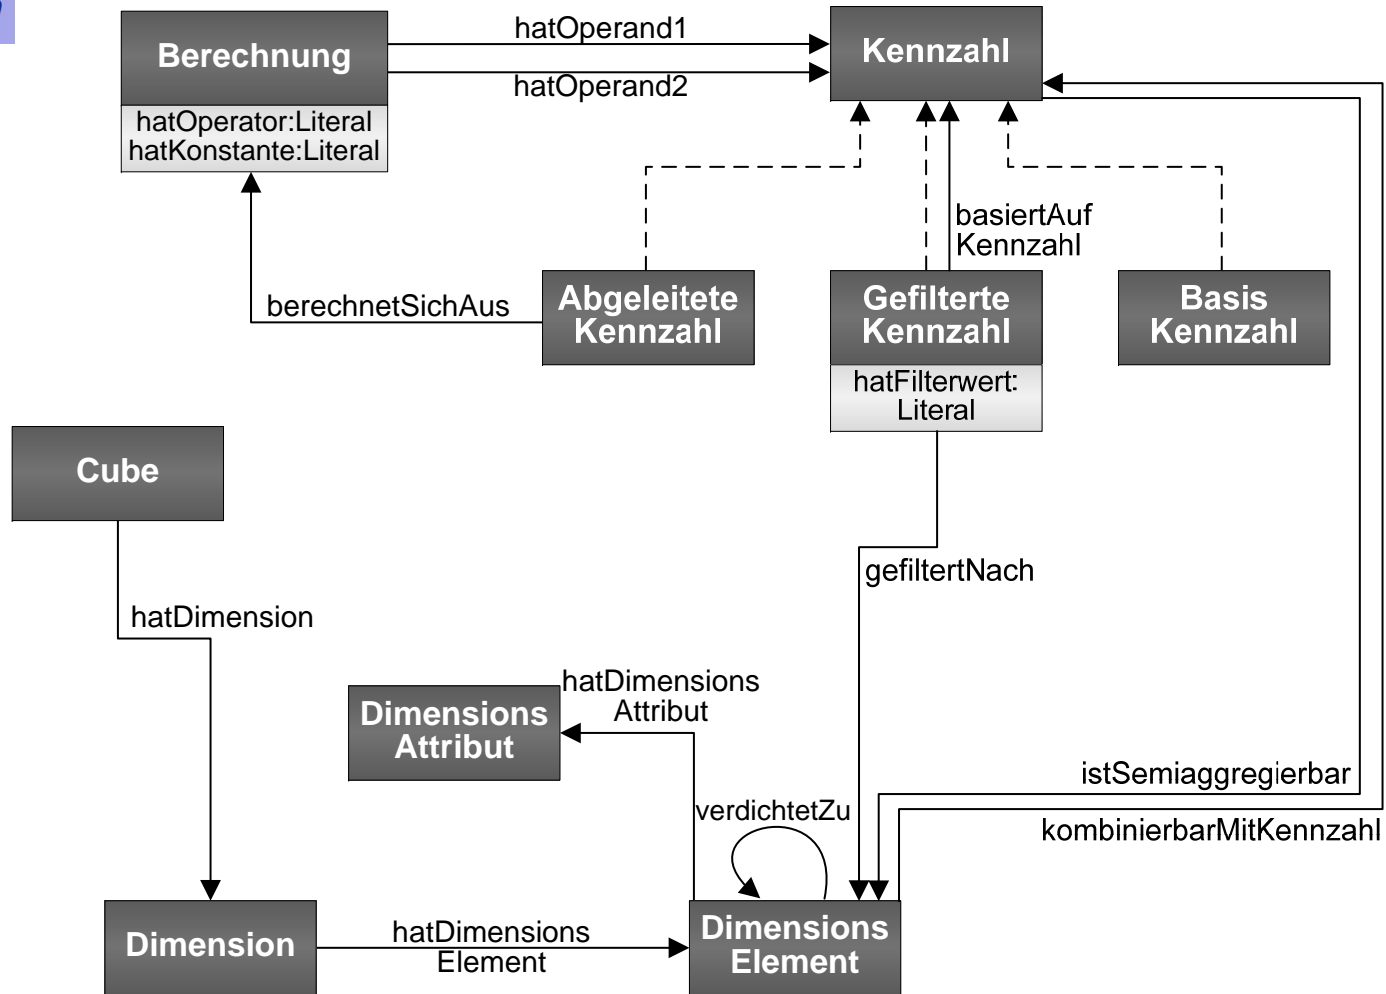 hatOperand1
Berechnung
Kennzahl
hatOperand2
hatOperator:Literal
hatKonstante:Literal
basiertAuf
Kennzahl
berechnetSichAus
Abgeleitete
Kennzahl
Gefilterte
Kennzahl
Basis
Kennzahl
hatFilterwert:
Literal
Cube
gefiltertNach
hatDimension
hatDimensions
Attribut
Dimensions
Attribut
istSemiaggregierbar
verdichtetZu
kombinierbarMitKennzahl
Dimension
hatDimensions
Element
Dimensions
Element